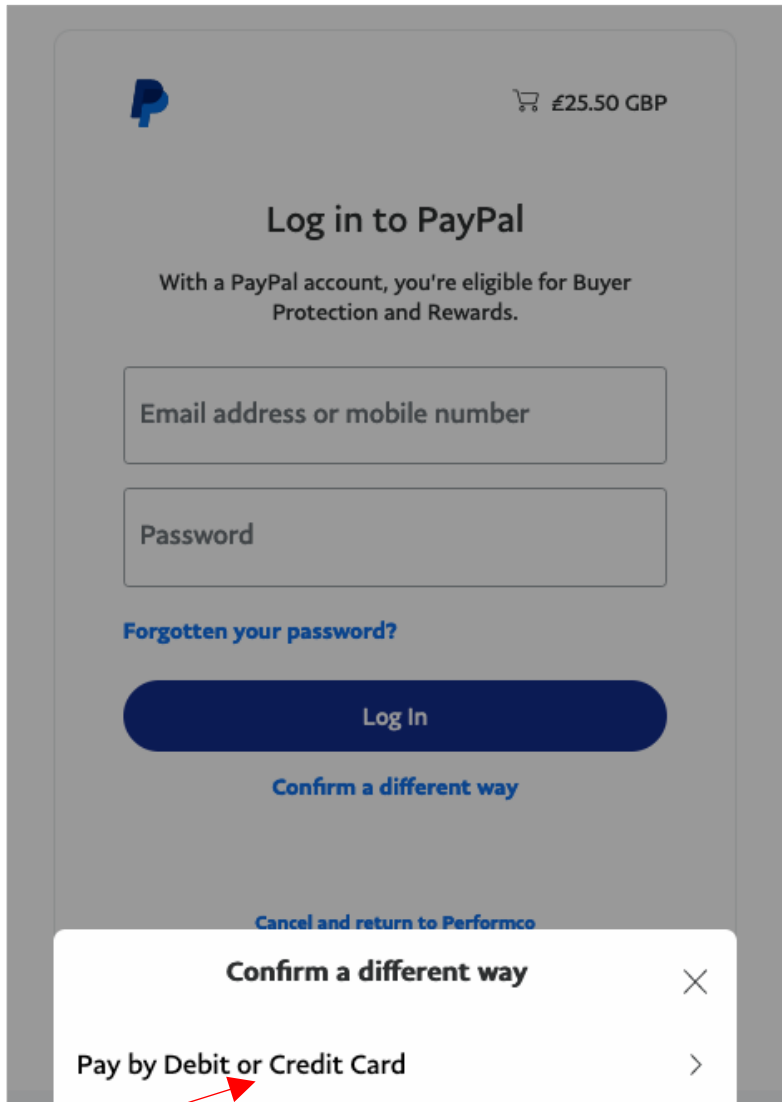 £25.50 GBP
Log in to PayPal
With a PayPal account, you're eligible for Buyer
Protection and Rewards.
Email address or mobile number
Password
Forgotten your password?
Log In
Confirm a different way
Cancel and return to Performco
Confirm a different way
Pay by Debit or Credit Card